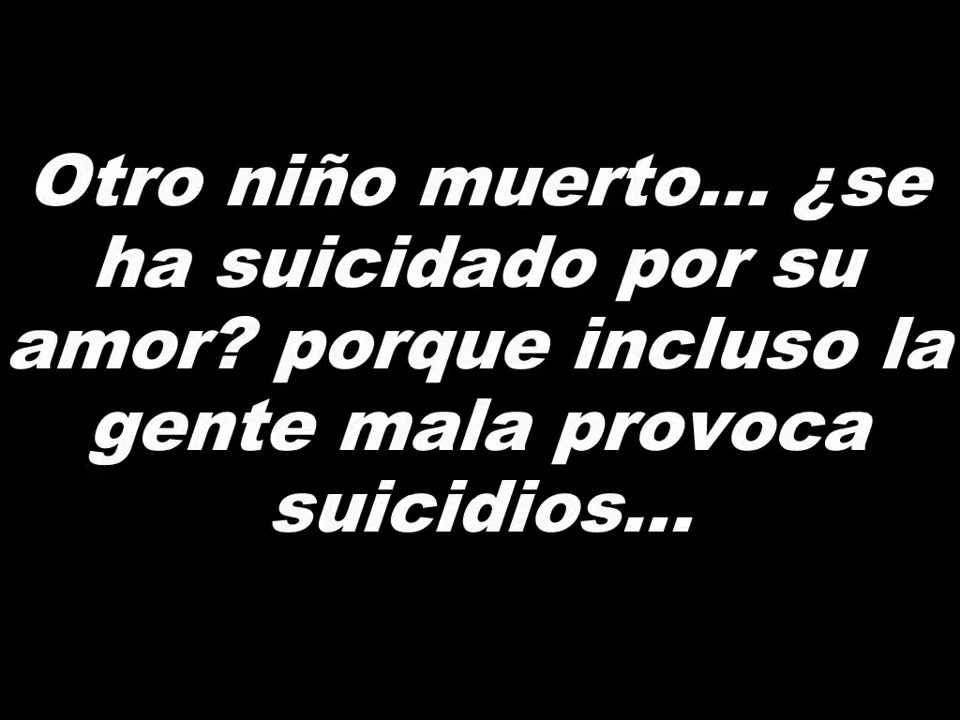 Otro niño muerto... ¿se
ha suicidado por su
amor? porque incluso la
gente mala provoca
suicidios...